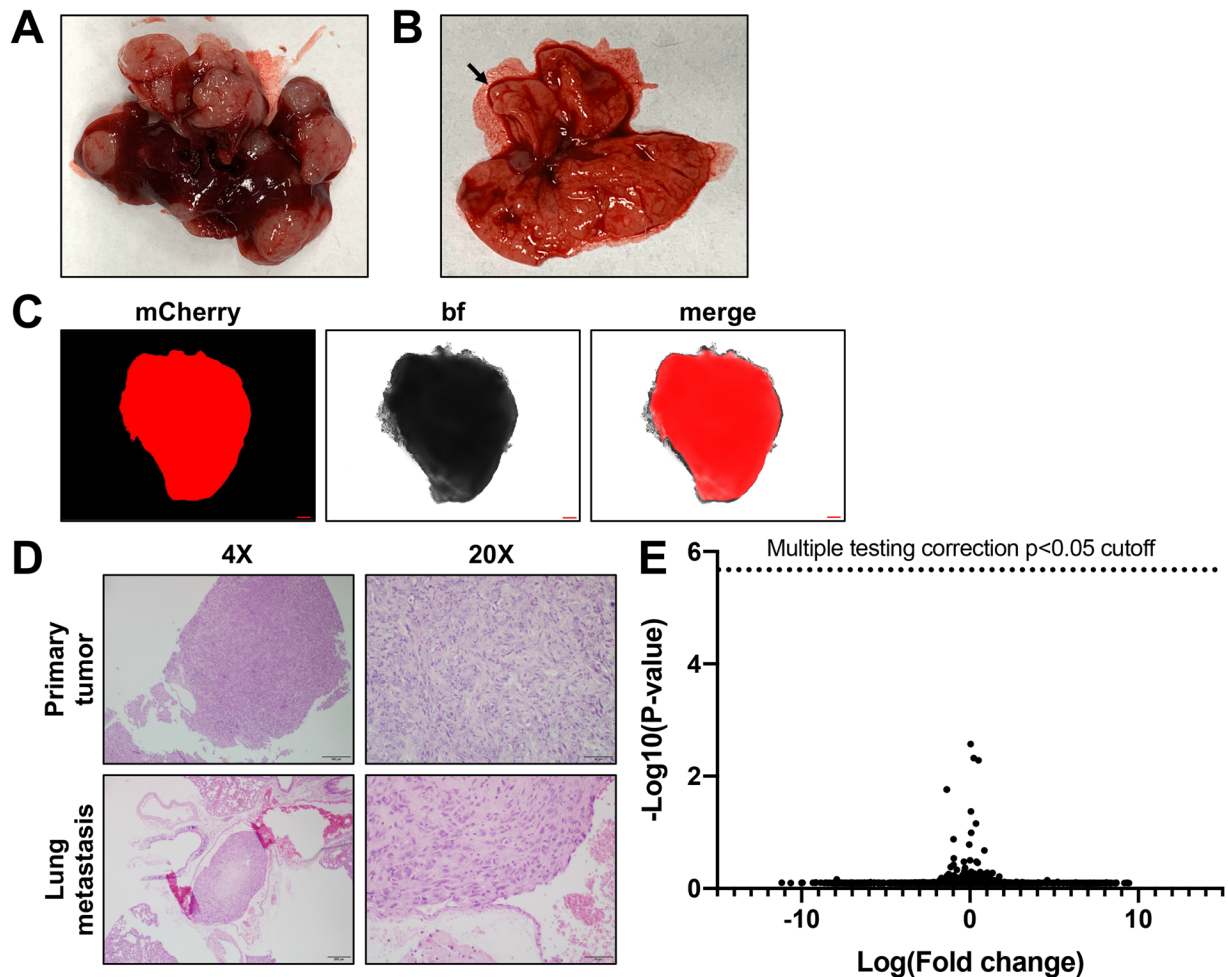 A
B
C
mCherry
bf
merge
D
4X
20X
Primary
tumor
Lung
metastasis
E
Multiple testing correction p<0.05 cutoff
6
4
2
0
-Log10(P-value)
-10
0
10
Log(Fold change)